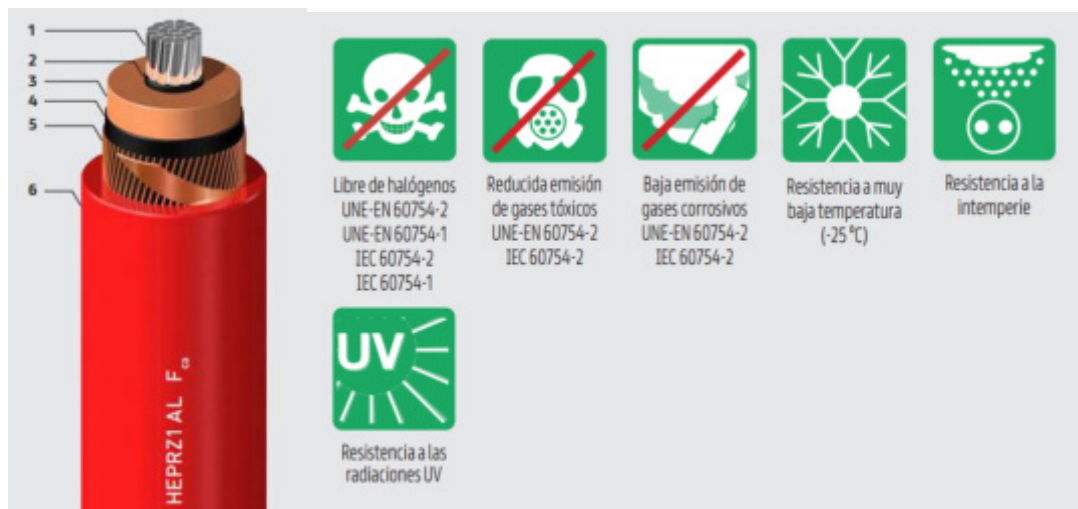 1
2
3
4
5
6
HEPRZ1 AL Fca
Libre de halógenos
UNE-EN 60754-2
UNE-EN 60754-1
IEC 60754-2
IEC 60754-1
Reducida emisión
de gases tóxicos
UNE-EN 60754-2
IEC 60754-2
Baja emisión de
gases corrosivos
UNE-EN 60754-2
IEC 60754-2
Resistencia a muy
baja temperatura
(-25 ºC)
Resistencia a la
intemperie
UV
Resistencia a las
radiaciones UV